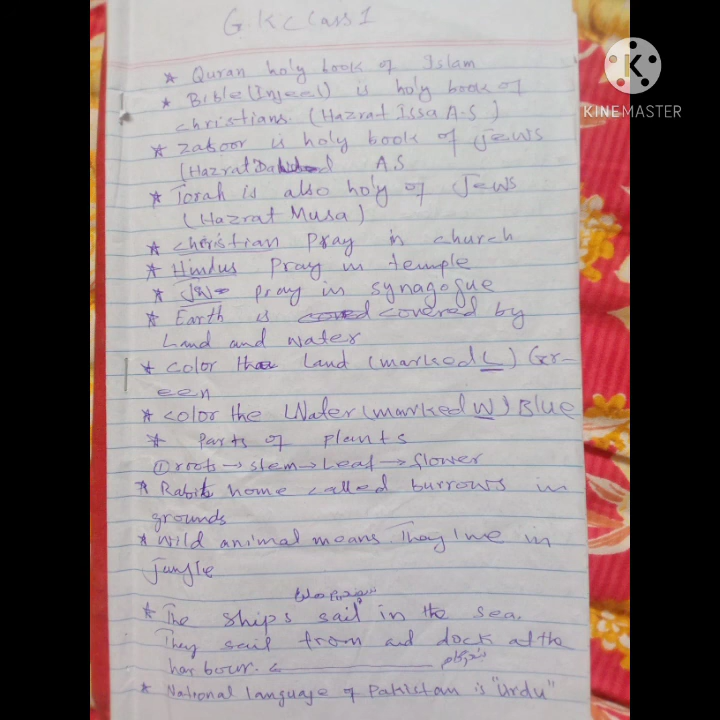 G.K Class 1
* Quran holy book of Islam
* Bible (Injeel) is holy book of
christians. (Hazrat Issa A.S)
* Zaboor is holy book of Jews
(Hazrat A.S
* Torah is also holy of Jews
(Hazrat Musa)
* christian Pray in church
* Hindus Pray in temple
* pray in synagogue
* Earth is covered by
Land and water
* color the Land (marked L) Gr-
een
* color the Water (marked W) Blue
* Parts of plants
① roots → stem → Leaf → flower
* Rabit home called burrows in
grounds
* Wild animal means They live in
jungle
* The ships sail in the sea.
They sail from and dock at the
harbour.
بندرگاہ
* National language of Pakistan is "Urdu"
KINEMASTER